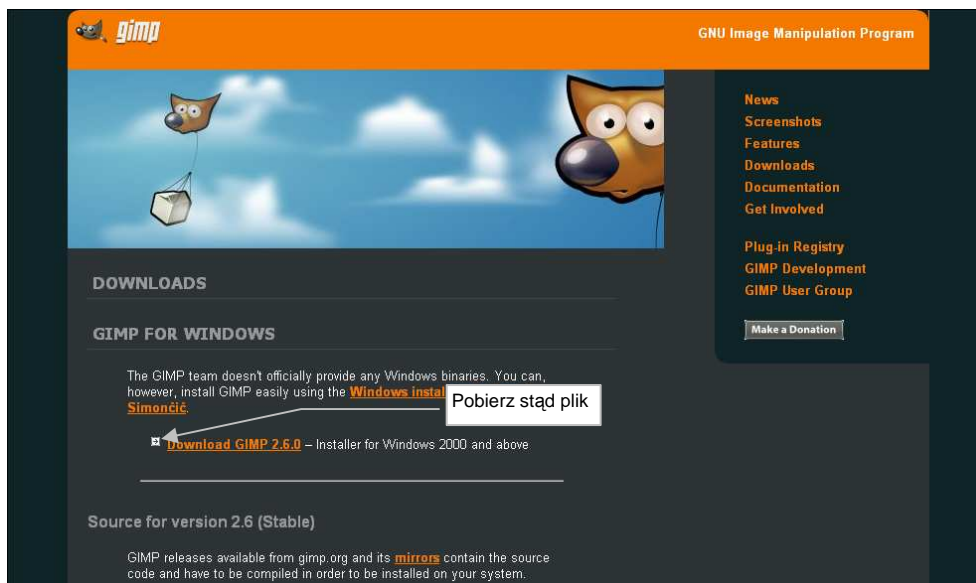 gimp
GNU Image Manipulation Program
News
Screenshots
Features
Downloads
Documentation
Get Involved
Plug-in Registry
GIMP Development
GIMP User Group
Make a Donation
DOWNLOADS
GIMP FOR WINDOWS
The GIMP team doesn't officially provide any Windows binaries. You can,
however, install GIMP easily using the Windows
Simončič.
Pobierz stąd plik
Download GIMP 2.6.0 – Installer for Windows 2000 and above
Source for version 2.6 (Stable)
GIMP releases available from gimp.org and its mirrors contain the source
code and have to be compiled in order to be installed on your system.